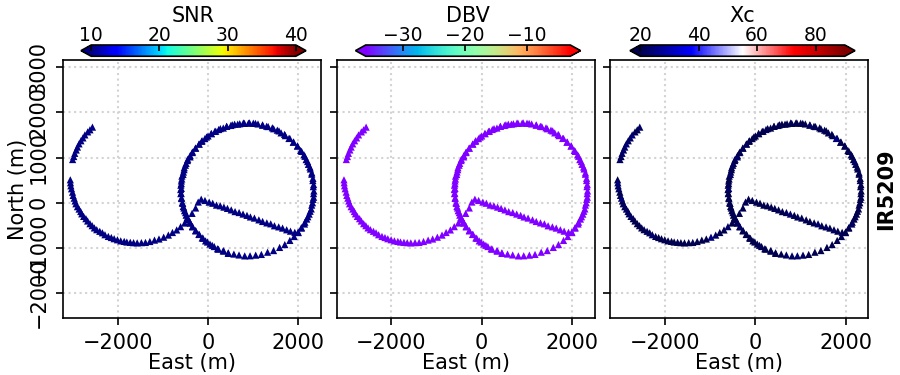 SNR
DBV
Xc
10 20 30 40
−30 −20 −10
20 40 60 80
North (m)
3000
2000
1000
0
−1000
−2000
IR5209
−2000 0 2000
−2000 0 2000
−2000 0 2000
East (m)
East (m)
East (m)